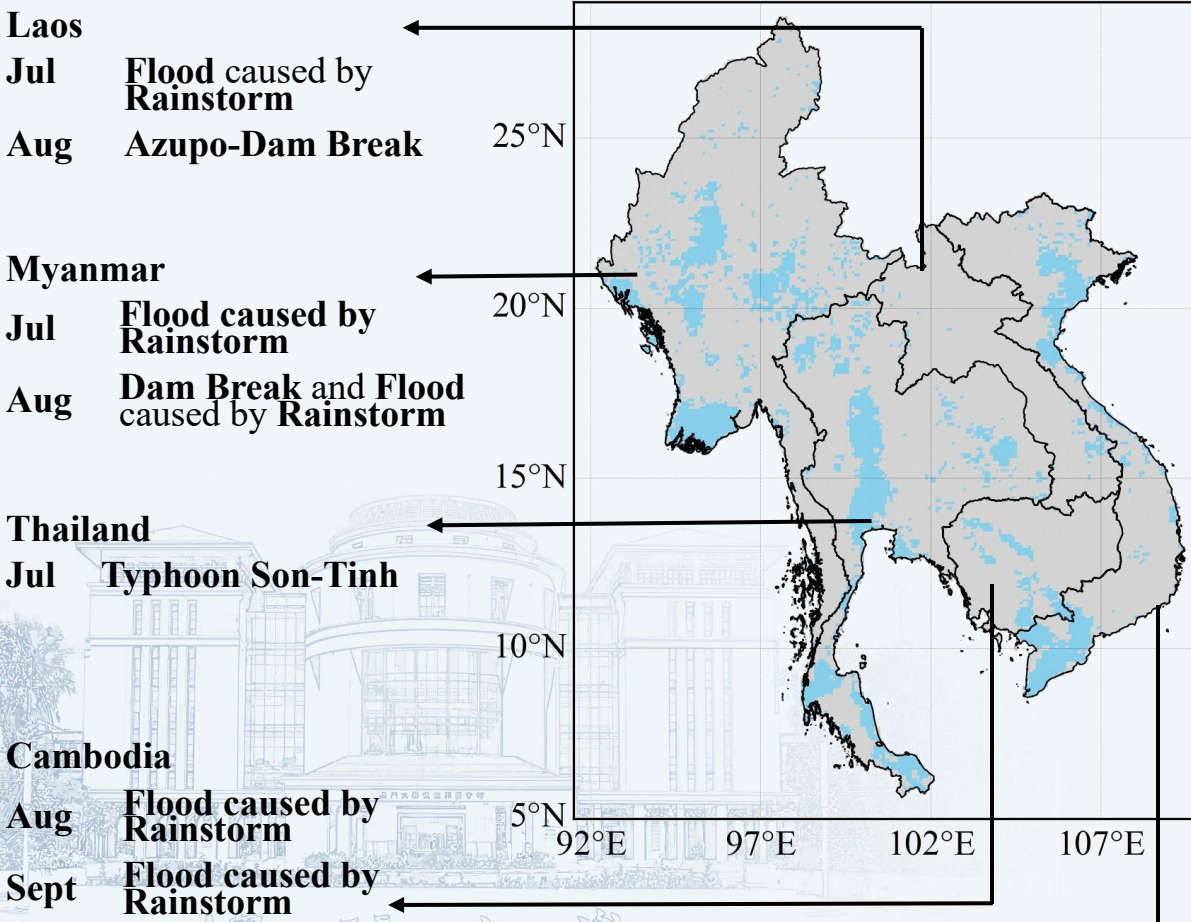 Laos
Jul Flood caused by
Rainstorm
Aug Azupo-Dam Break
Myanmar
Jul Flood caused by
Rainstorm
Aug Dam Break and Flood
caused by Rainstorm
Thailand
Jul Typhoon Son-Tinh
Cambodia
Aug Flood caused by
Rainstorm
Sept Flood caused by
Rainstorm
25°N
20°N
15°N
10°N
5°N
92°E 97°E 102°E 107°E